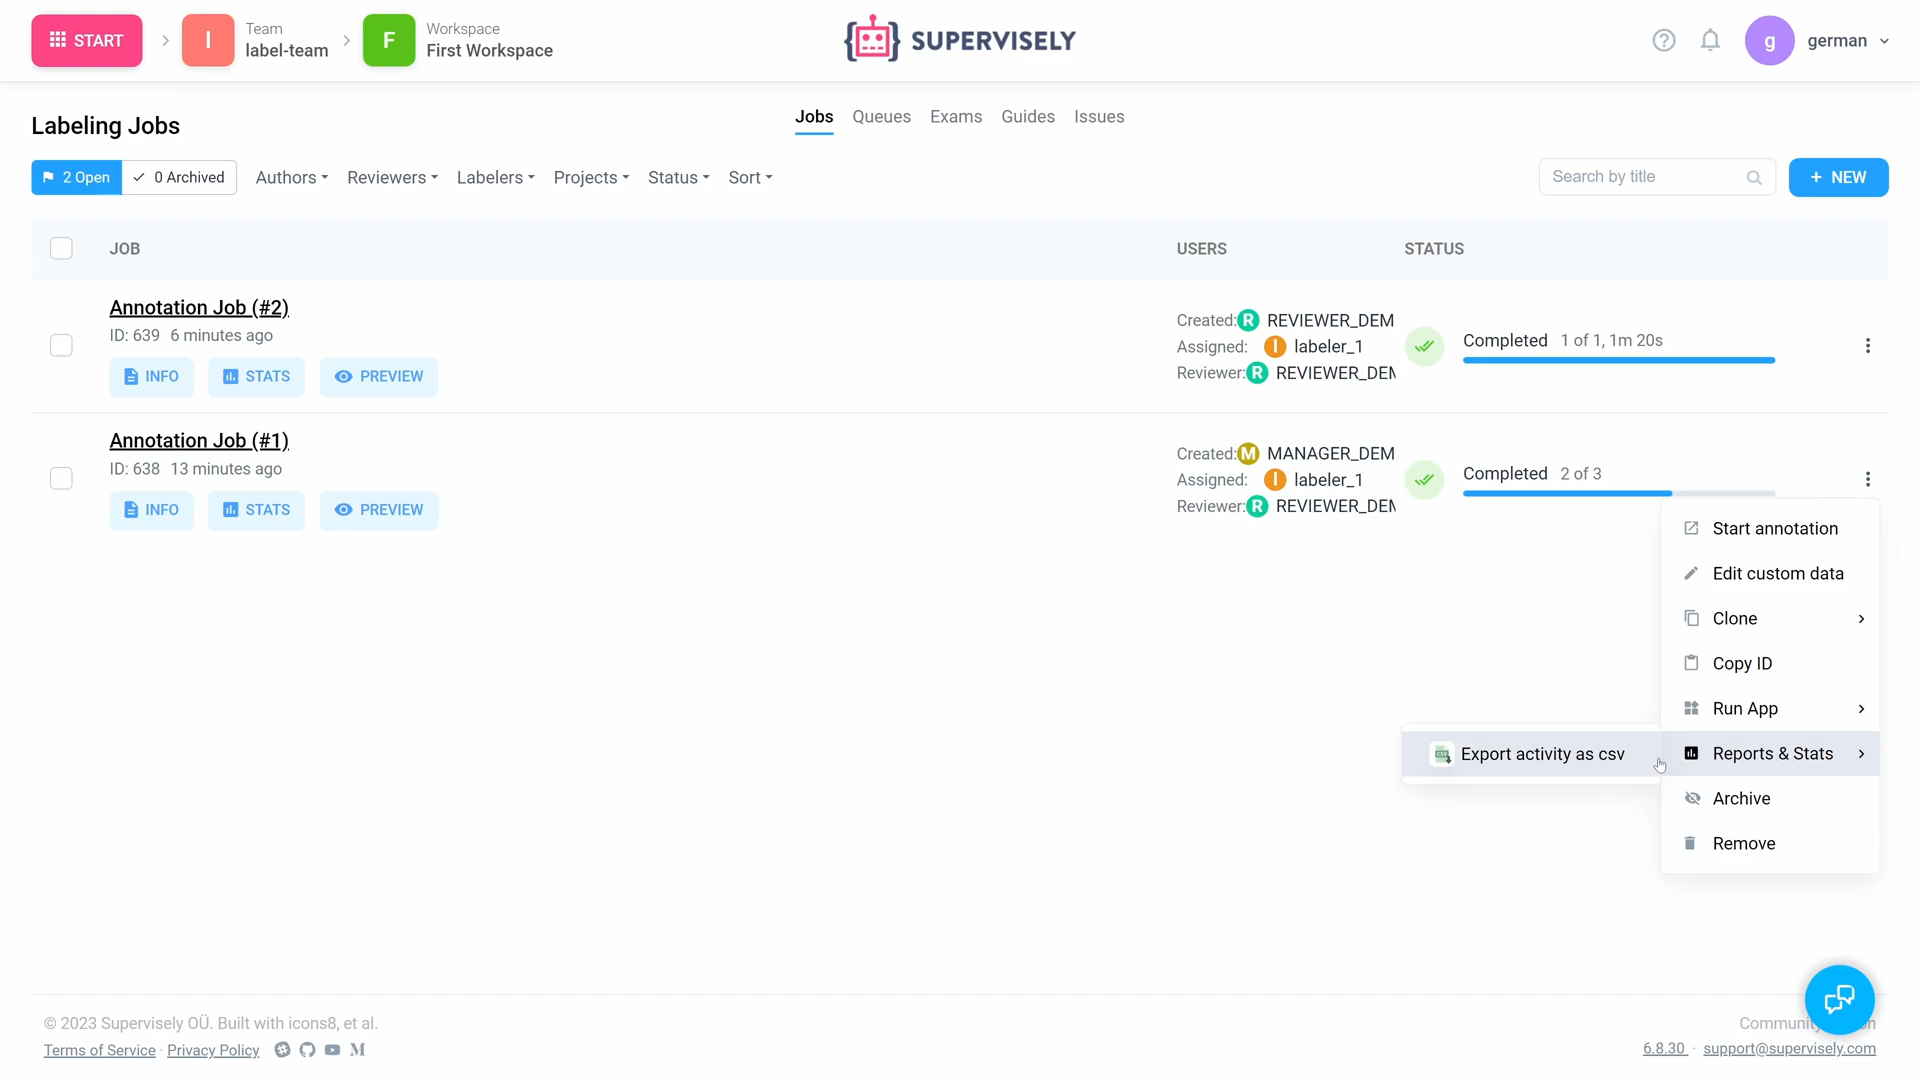 START
I
Team
label-team
F
Workspace
First Workspace
SUPERVISELY
g
german
Labeling Jobs
Jobs
Queues
Exams
Guides
Issues
2 Open
0 Archived
Authors
Reviewers
Labelers
Projects
Status
Sort
Search by title
+ NEW
JOB
USERS
STATUS
Annotation Job (#2)
ID: 639 6 minutes ago
INFO
STATS
PREVIEW
Created: R REVIEWER_DEM
Assigned: l labeler_1
Reviewer: R REVIEWER_DEM
Completed 1 of 1, 1m 20s
Annotation Job (#1)
ID: 638 13 minutes ago
INFO
STATS
PREVIEW
Created: M MANAGER_DEM
Assigned: l labeler_1
Reviewer: R REVIEWER_DEM
Completed 2 of 3
Start annotation
Edit custom data
Clone
Copy ID
Run App
Export activity as csv
Reports & Stats
Archive
Remove
© 2023 Supervisely OÜ. Built with icons8, et al.
Terms of Service · Privacy Policy
6.8.30 · support@supervisely.com